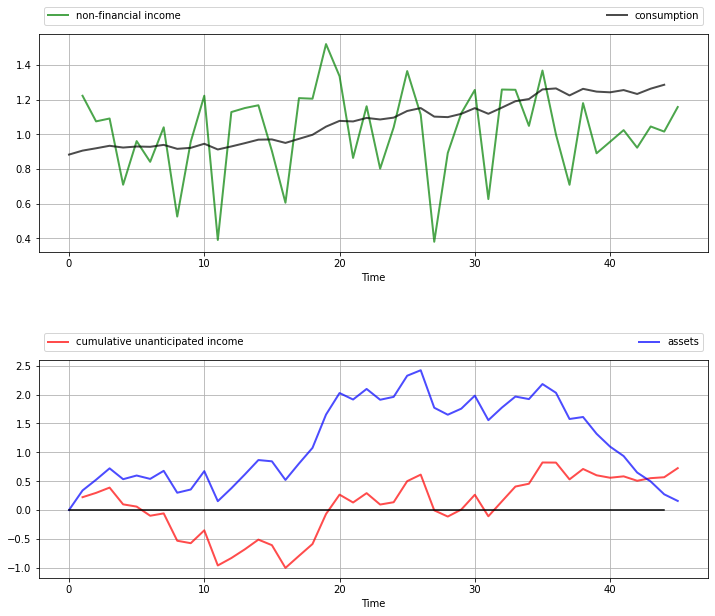 non-financial income consumption
1.4
1.2
1.0
0.8
0.6
0.4
0 10 20 30 40
Time
cumulative unanticipated income assets
2.5
2.0
1.5
1.0
0.5
0.0
−0.5
−1.0
0 10 20 30 40
Time